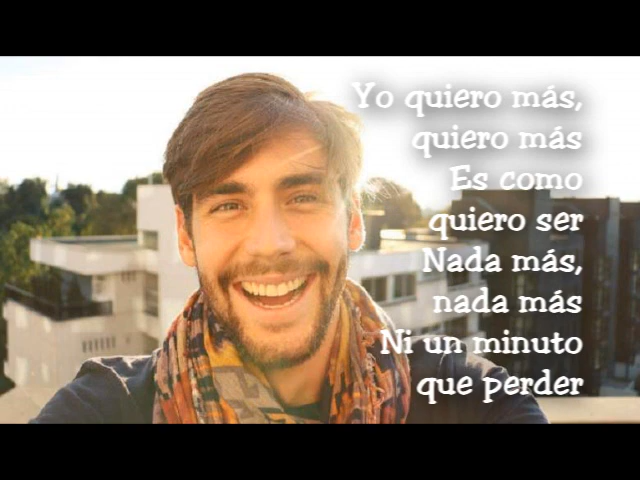 Yo quiero más,
quiero más
Es como
quiero ser
Nada más,
nada más
Ni un minuto
que perder